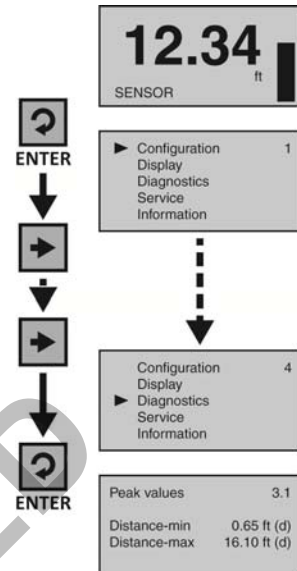 12.34
ft
SENSOR
ENTER
Configuration 1
Display
Diagnostics
Service
Information
Configuration 4
Display
Diagnostics
Service
Information
ENTER
Peak values 3.1
Distance-min 0.65 ft (d)
Distance-max 16.10 ft (d)